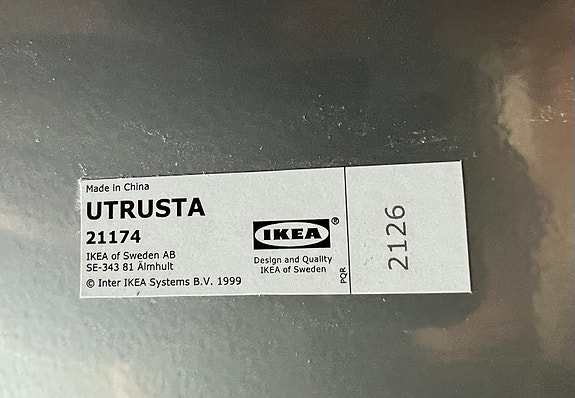 Made in China
UTRUSTA
21174
IKEA of Sweden AB
SE-343 81 Älmhult
© Inter IKEA Systems B.V. 1999
IKEA®
Design and Quality
IKEA of Sweden
PQR
2126